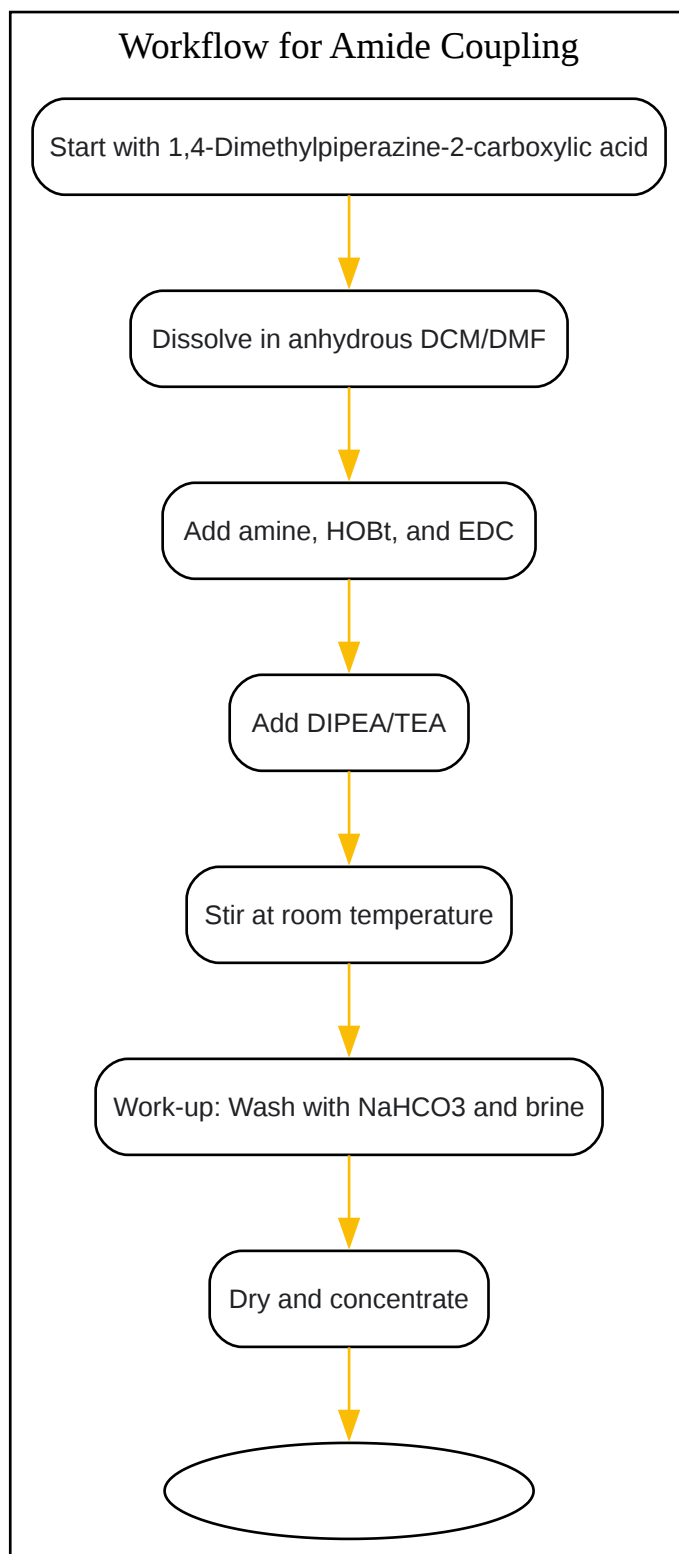 Workflow for Amide Coupling
Start with 1,4-Dimethylpiperazine-2-carboxylic acid
Dissolve in anhydrous DCM/DMF
Add amine, HOBt, and EDC
Add DIPEA/TEA
Stir at room temperature
Work-up: Wash with NaHCO3 and brine
Dry and concentrate